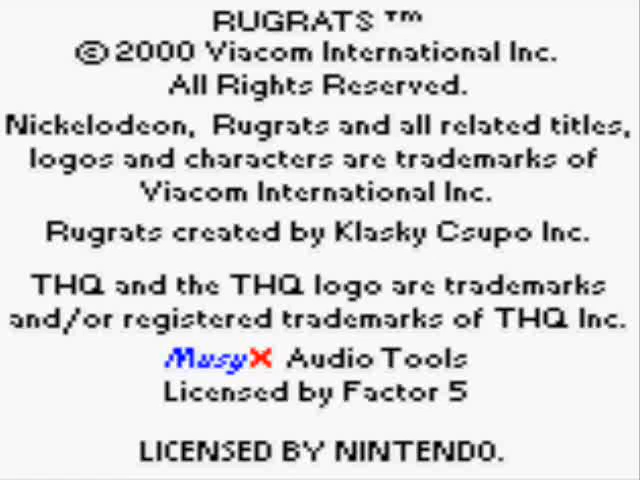 RUGRATS ™
© 2000 Viacom International Inc.
All Rights Reserved.
Nickelodeon, Rugrats and all related titles,
logos and characters are trademarks of
Viacom International Inc.
Rugrats created by Klasky Csupo Inc.
THQ and the THQ logo are trademarks
and/or registered trademarks of THQ Inc.
MusyX Audio Tools
Licensed by Factor 5
LICENSED BY NINTENDO.